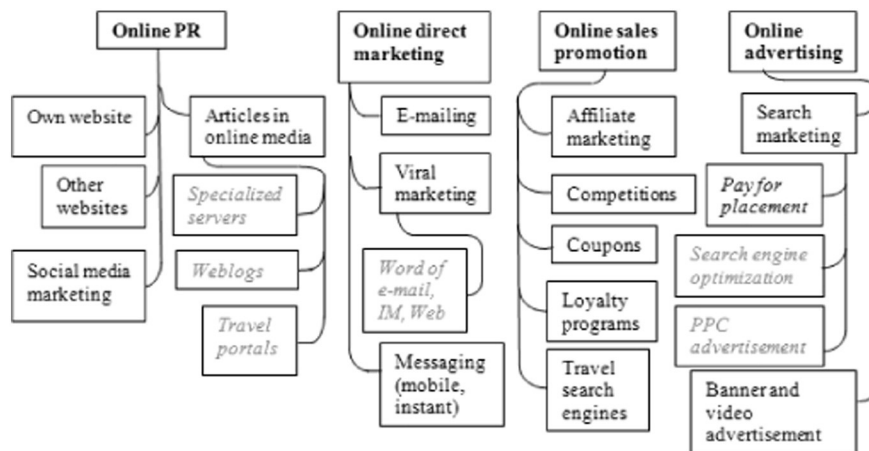 Online PR
Own website
Other
websites
Social media
marketing
Articles in
online media
Specialized
servers
Weblogs
Travel
portals
Online direct
marketing
E-mailing
Viral
marketing
Word of
e-mail,
IM, Web
Messaging
(mobile,
instant)
Online sales
promotion
Affiliate
marketing
Competitions
Coupons
Loyalty
programs
Travel
search
engines
Online
advertising
Search
marketing
Pay for
placement
Search engine
optimization
PPC
advertisement
Banner and
video
advertisement